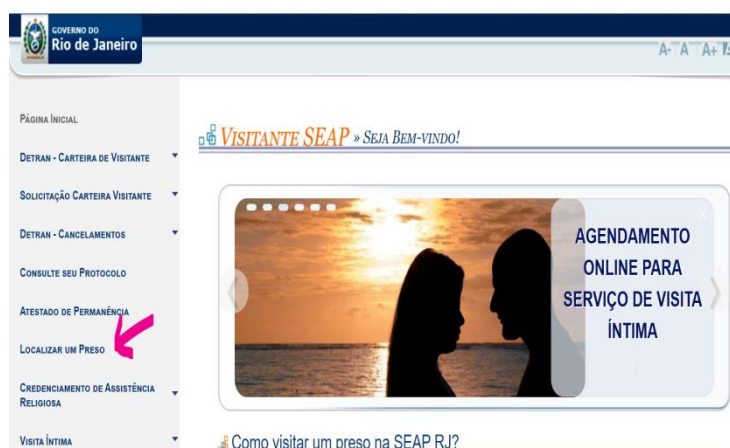 GOVERNO DO
Rio de Janeiro
A- A A+
PÁGINA INICIAL
DETRAN - CARTEIRA DE VISITANTE
SOLICITAÇÃO CARTEIRA VISITANTE
DETRAN - CANCELAMENTOS
CONSULTE SEU PROTOCOLO
ATESTADO DE PERMANÊNCIA
LOCALIZAR UM PRESO
CREDENCIAMENTO DE ASSISTÊNCIA
RELIGIOSA
VISITA ÍNTIMA
VISITANTE SEAP » SEJA BEM-VINDO!
AGENDAMENTO
ONLINE PARA
SERVIÇO DE VISITA
ÍNTIMA
Como visitar um preso na SEAP RJ?